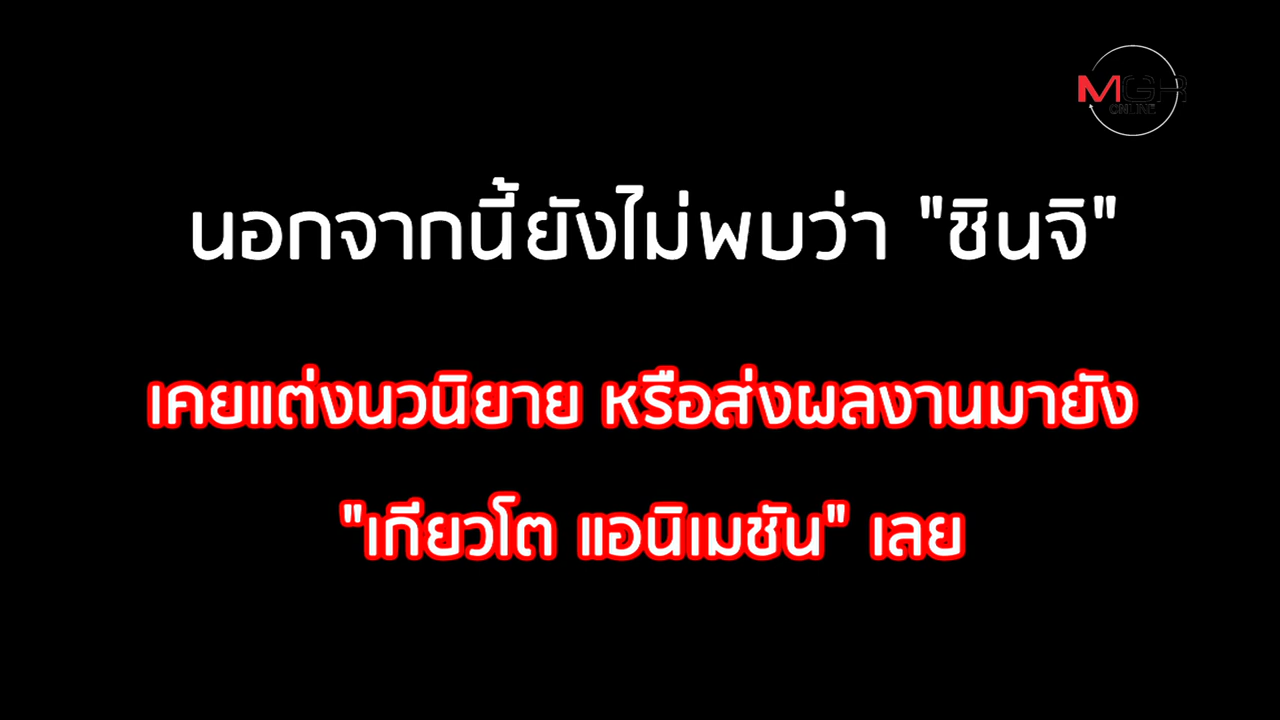 MGR
ONLINE
นอกจากนี้ยังไม่พบว่า "ชินจิ"
เคยแต่งนวนิยาย หรือส่งผลงานมายัง
"เกียวโต แอนิเมชัน" เลย